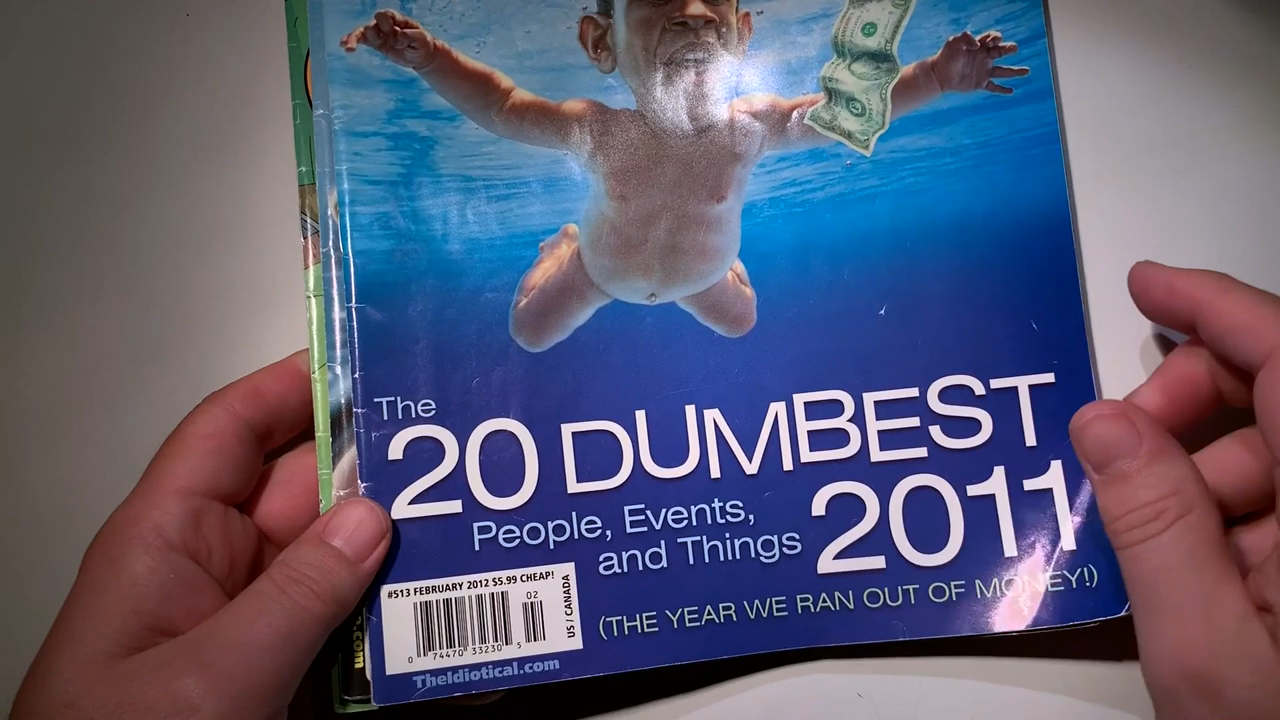 The
20 DUMBEST
People, Events,
and Things 2011
(THE YEAR WE RAN OUT OF MONEY!)
#513 FEBRUARY 2012 $5.99 CHEAP!
02
US / CANADA
0 74470 33230 5
TheIdiotical.com
.com